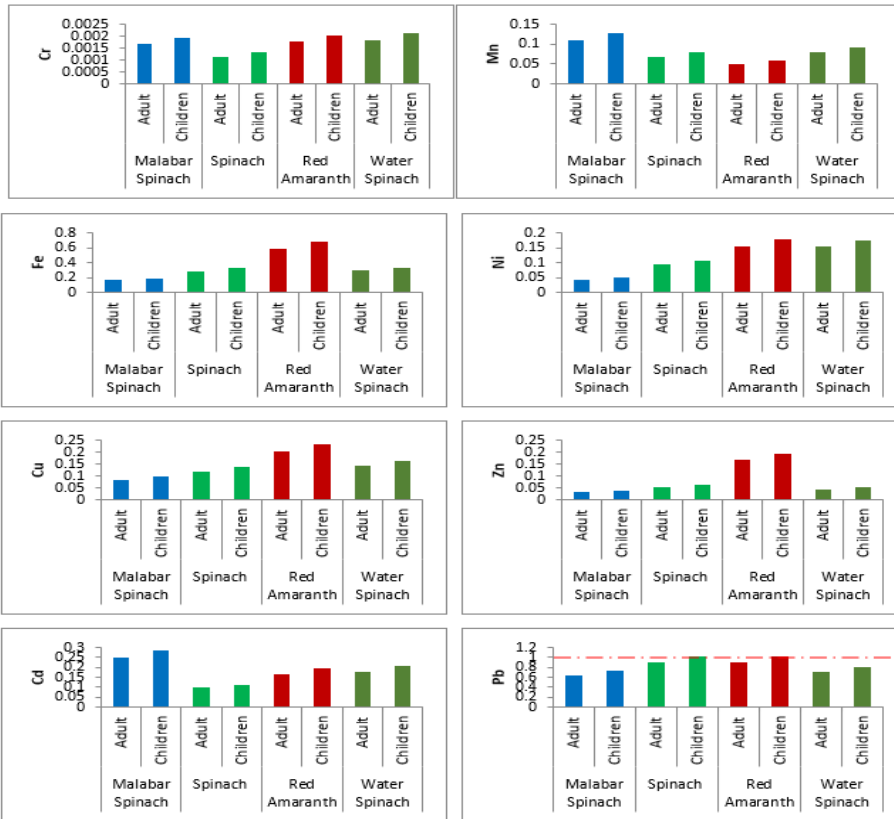 Cr
0.0025
0.002
0.0015
0.001
0.0005
0
Adult
Children
Adult
Children
Adult
Children
Adult
Children
Malabar Spinach
Spinach
Red Amaranth
Water Spinach
Mn
0.15
0.1
0.05
0
Adult
Children
Adult
Children
Adult
Children
Adult
Children
Malabar Spinach
Spinach
Red Amaranth
Water Spinach
Fe
0.8
0.6
0.4
0.2
0
Adult
Children
Adult
Children
Adult
Children
Adult
Children
Malabar Spinach
Spinach
Red Amaranth
Water Spinach
Ni
0.2
0.15
0.1
0.05
0
Adult
Children
Adult
Children
Adult
Children
Adult
Children
Malabar Spinach
Spinach
Red Amaranth
Water Spinach
Cu
0.25
0.2
0.15
0.1
0.05
0
Adult
Children
Adult
Children
Adult
Children
Adult
Children
Malabar Spinach
Spinach
Red Amaranth
Water Spinach
Zn
0.25
0.2
0.15
0.1
0.05
0
Adult
Children
Adult
Children
Adult
Children
Adult
Children
Malabar Spinach
Spinach
Red Amaranth
Water Spinach
Cd
0.3
0.25
0.2
0.15
0.1
0.05
0
Adult
Children
Adult
Children
Adult
Children
Adult
Children
Malabar Spinach
Spinach
Red Amaranth
Water Spinach
Pb
1.2
1
0.8
0.6
0.4
0.2
0
Adult
Children
Adult
Children
Adult
Children
Adult
Children
Malabar Spinach
Spinach
Red Amaranth
Water Spinach